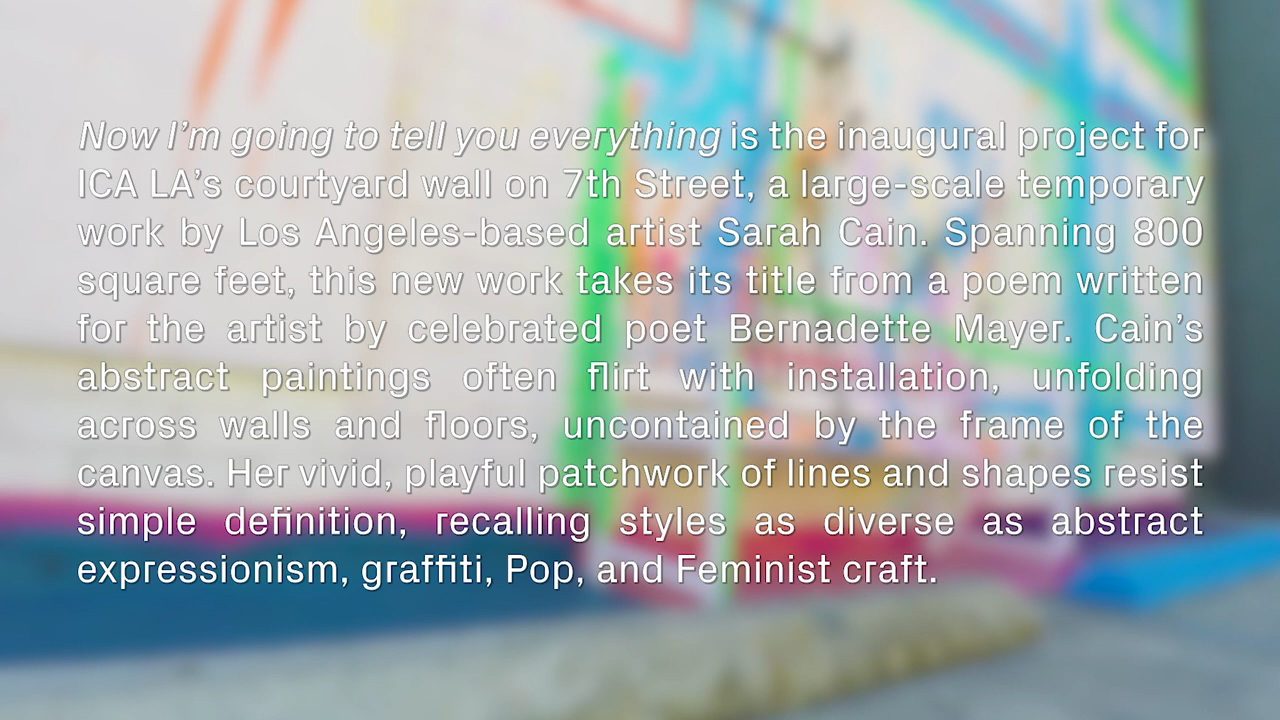 Now I’m going to tell you everything is the inaugural project for
ICA LA’s courtyard wall on 7th Street, a large-scale temporary
work by Los Angeles-based artist Sarah Cain. Spanning 800
square feet, this new work takes its title from a poem written
for the artist by celebrated poet Bernadette Mayer. Cain’s
abstract paintings often flirt with installation, unfolding
across walls and floors, uncontained by the frame of the
canvas. Her vivid, playful patchwork of lines and shapes resist
simple definition, recalling styles as diverse as abstract
expressionism, graffiti, Pop, and Feminist craft.